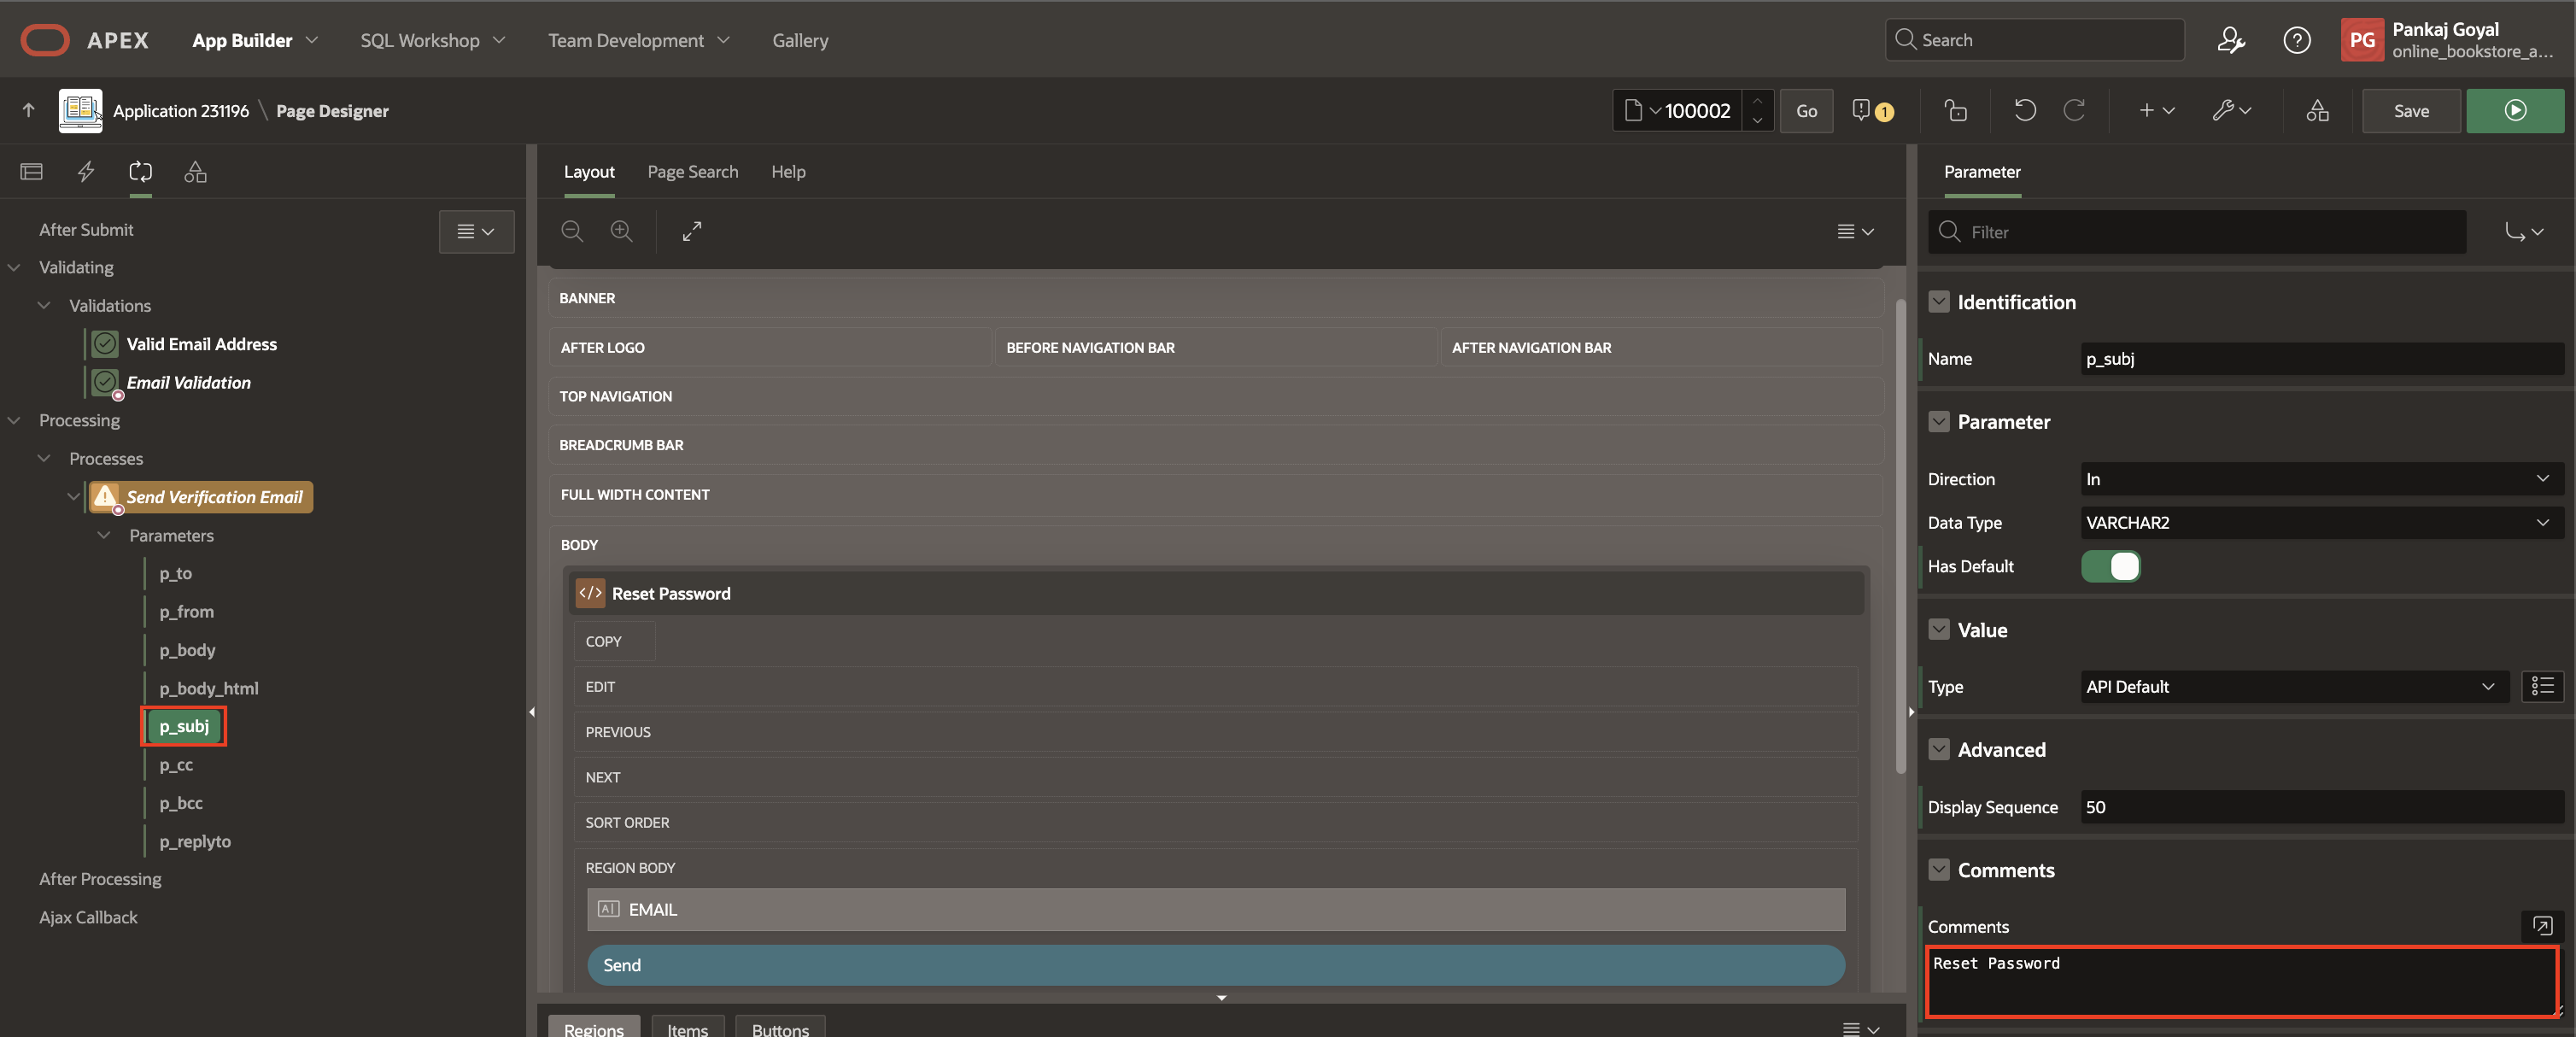 APEX App Builder SQL Workshop Team Development Gallery Search PG Pankaj Goyal
online_bookstore_a...
Application 231196 \ Page Designer 100002 Go 1 Save
Layout Page Search Help
Parameter
After Submit
Validating
Validations
Valid Email Address
Email Validation
Processing
Processes
Send Verification Email
Parameters
p_to
p_from
p_body
p_body_html
p_subj
p_cc
p_bcc
p_replyto
After Processing
Ajax Callback
BANNER
AFTER LOGO BEFORE NAVIGATION BAR AFTER NAVIGATION BAR
TOP NAVIGATION
BREADCRUMB BAR
FULL WIDTH CONTENT
BODY
</> Reset Password
COPY
EDIT
PREVIOUS
NEXT
SORT ORDER
REGION BODY
EMAIL
Send
Regions Items Buttons
Filter
Identification
Name p_subj
Parameter
Direction In
Data Type VARCHAR2
Has Default
Value
Type API Default
Advanced
Display Sequence 50
Comments
Comments
Reset Password